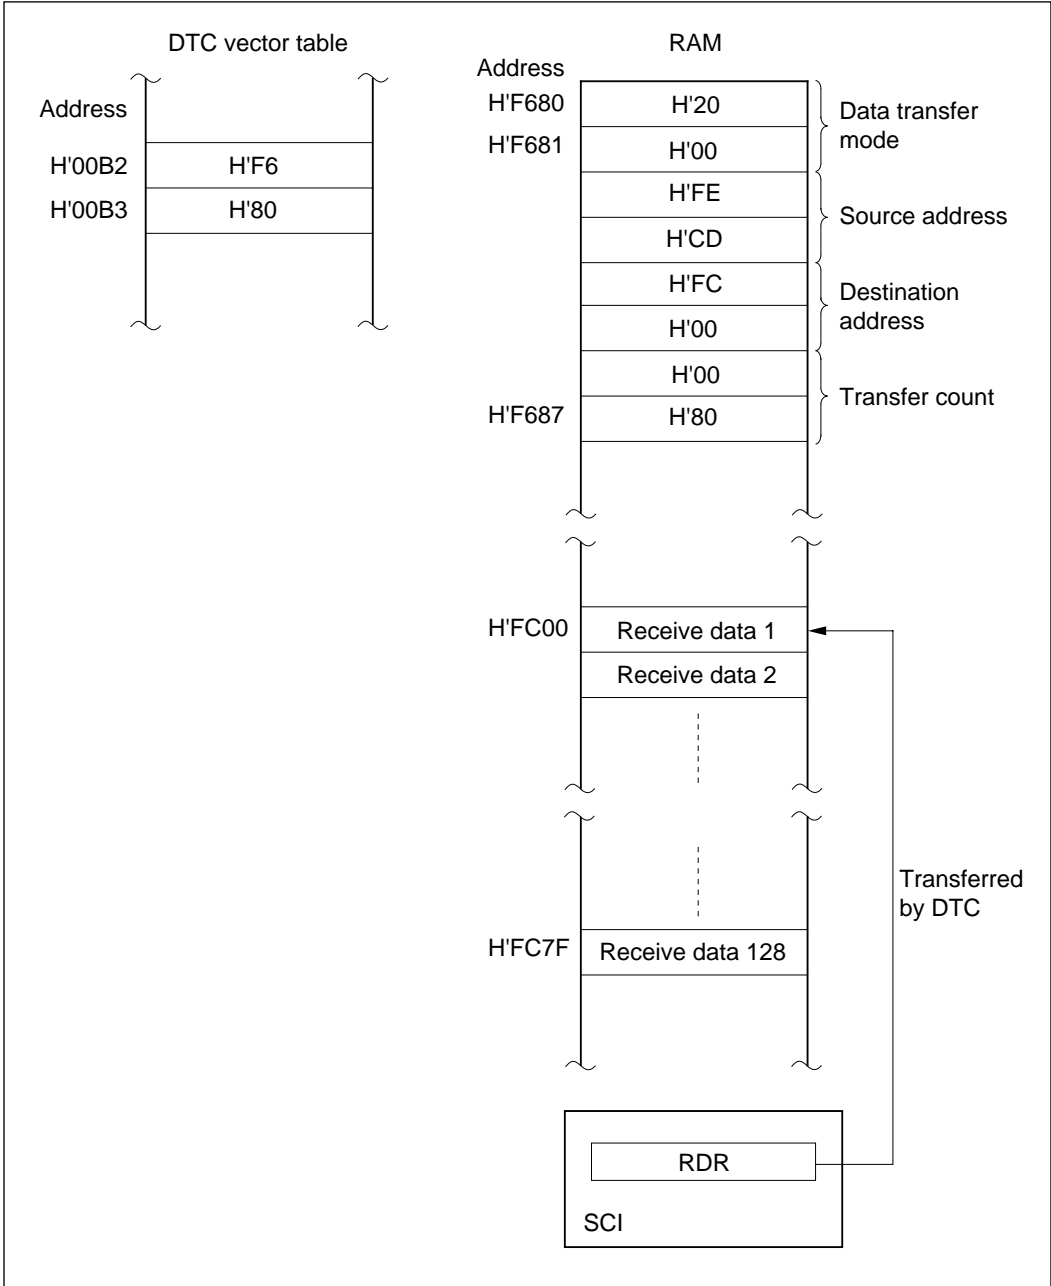 DTC vector table
Address
H'00B2 H'F6
H'00B3 H'80
RAM
Address
H'F680 H'20
H'F681 H'00
Data transfer
mode
H'FE
H'CD
Source address
H'FC
H'00
Destination
address
H'00
H'F687 H'80
Transfer count
H'FC00 Receive data 1
Receive data 2
H'FC7F Receive data 128
Transferred
by DTC
RDR
SCI